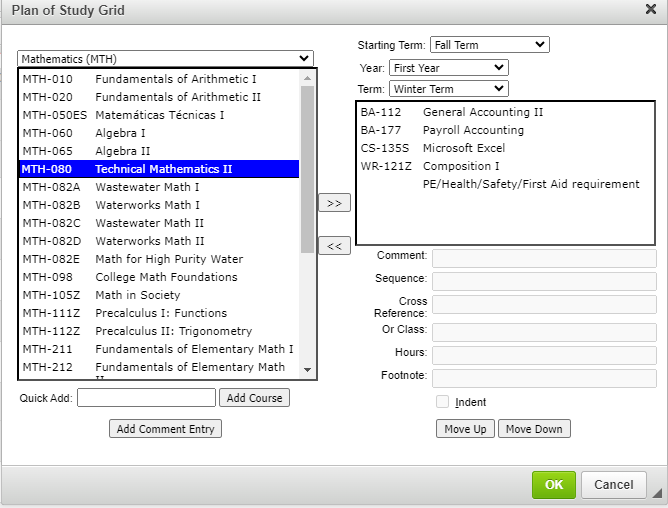 Plan of Study Grid
Mathematics (MTH)
MTH-010 Fundamentals of Arithmetic I
MTH-020 Fundamentals of Arithmetic II
MTH-050ES Matemáticas Técnicas I
MTH-060 Algebra I
MTH-065 Algebra II
MTH-080 Technical Mathematics II
MTH-082A Wastewater Math I
MTH-082B Waterworks Math I
MTH-082C Wastewater Math II
MTH-082D Waterworks Math II
MTH-082E Math for High Purity Water
MTH-098 College Math Foundations
MTH-105Z Math in Society
MTH-111Z Precalculus I: Functions
MTH-112Z Precalculus II: Trigonometry
MTH-211 Fundamentals of Elementary Math I
MTH-212 Fundamentals of Elementary Math
II
Quick Add:
Add Course
Add Comment Entry
>>
<<
Starting Term: Fall Term
Year: First Year
Term: Winter Term
BA-112 General Accounting II
BA-177 Payroll Accounting
CS-135S Microsoft Excel
WR-121Z Composition I
PE/Health/Safety/First Aid requirement
Comment:
Sequence:
Cross
Reference:
Or Class:
Hours:
Footnote:
Indent
Move Up Move Down
OK Cancel